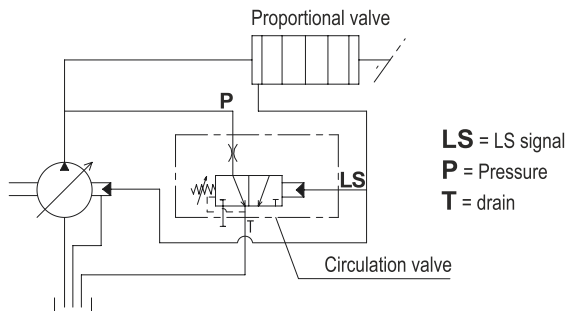 Proportional valve
P
LS = LS signal
P = Pressure
T = drain
LS
T
Circulation valve